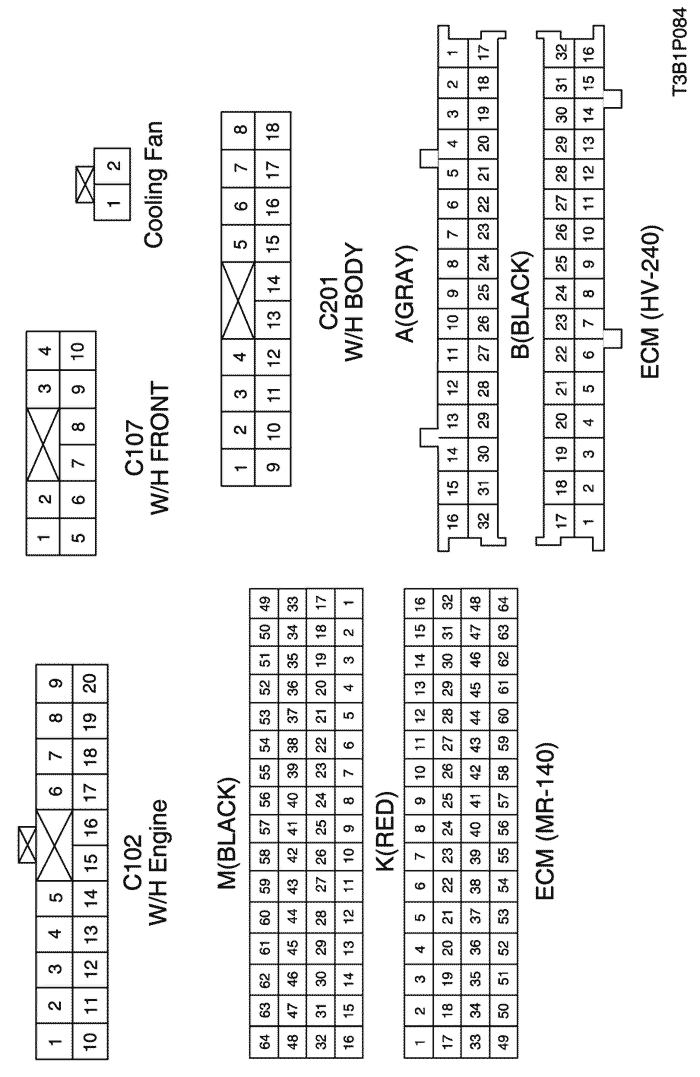 1 2 3 4 5 6 7 8 9
10 11 12 13 14 15 16 17 18 19 20
C102
W/H Engine
1 2 3 4
5 6 7 8 9 10
C107
W/H FRONT
1 2
Cooling Fan
M(BLACK)
64 63 62 61 60 59 58 57 56 55 54 53 52 51 50 49
48 47 46 45 44 43 42 41 40 39 38 37 36 35 34 33
32 31 30 29 28 27 26 25 24 23 22 21 20 19 18 17
16 15 14 13 12 11 10 9 8 7 6 5 4 3 2 1
K(RED)
1 2 3 4 5 6 7 8 9 10 11 12 13 14 15 16
17 18 19 20 21 22 23 24 25 26 27 28 29 30 31 32
33 34 35 36 37 38 39 40 41 42 43 44 45 46 47 48
49 50 51 52 53 54 55 56 57 58 59 60 61 62 63 64
ECM (MR-140)
1 2 3 4 5 6 7 8
9 10 11 12 13 14 15 16 17 18
C201
W/H BODY
A(GRAY)
16 15 14 13 12 11 10 9 8 7 6 5 4 3 2 1
32 31 30 29 28 27 26 25 24 23 22 21 20 19 18 17
B(BLACK)
17 18 19 20 21 22 23 24 25 26 27 28 29 30 31 32
1 2 3 4 5 6 7 8 9 10 11 12 13 14 15 16
ECM (HV-240)
T3B1P084